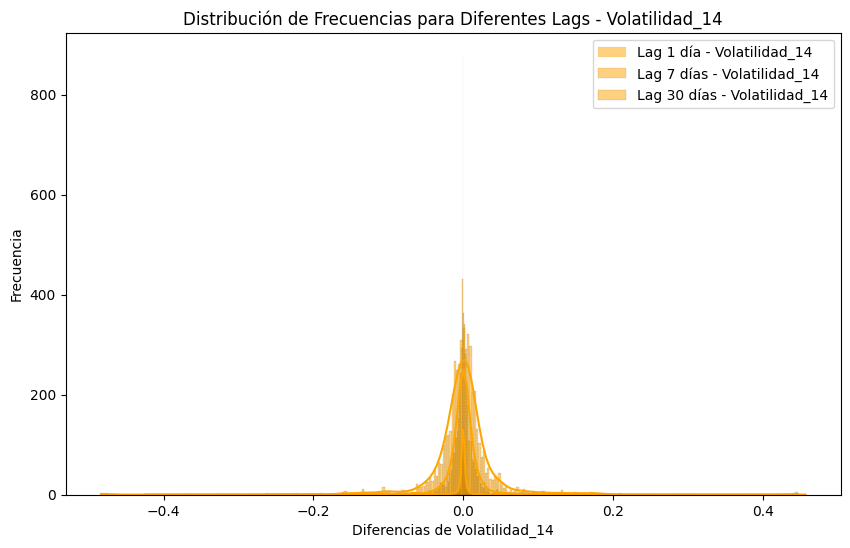 Distribución de Frecuencias para Diferentes Lags - Volatilidad_14
Lag 1 día - Volatilidad_14
Lag 7 días - Volatilidad_14
Lag 30 días - Volatilidad_14
Frecuencia
800
600
400
200
0
−0.4
−0.2
0.0
0.2
0.4
Diferencias de Volatilidad_14